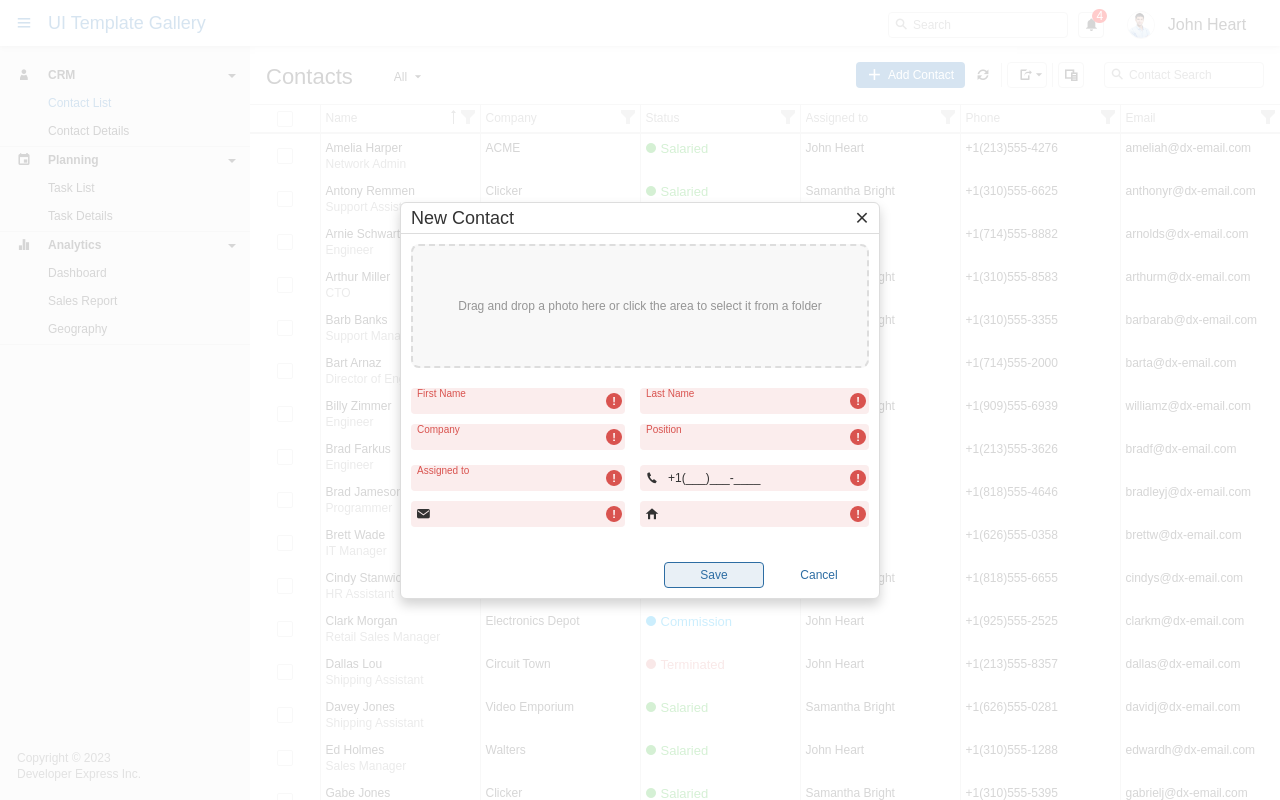 UI Template Gallery
Search
4
John Heart
CRM
Contact List
Contact Details
Planning
Task List
Task Details
Analytics
Dashboard
Sales Report
Geography
Copyright © 2023
Developer Express Inc.
Contacts
All
Add Contact
Contact Search
Name Company Status Assigned to Phone Email
Amelia Harper ACME Salaried John Heart +1(213)555-4276 ameliah@dx-email.com
Network Admin
Antony Remmen Clicker Salaried Samantha Bright +1(310)555-6625 anthonyr@dx-email.com
Support Assis
Arnie Schwart +1(714)555-8882 arnolds@dx-email.com
Engineer
Arthur Miller ght +1(310)555-8583 arthurm@dx-email.com
CTO
Barb Banks ght +1(310)555-3355 barbarab@dx-email.com
Support Mana
Bart Arnaz +1(714)555-2000 barta@dx-email.com
Director of En
Billy Zimmer ght +1(909)555-6939 williamz@dx-email.com
Engineer
Brad Farkus +1(213)555-3626 bradf@dx-email.com
Engineer
Brad Jameson +1(818)555-4646 bradleyj@dx-email.com
Programmer
Brett Wade +1(626)555-0358 brettw@dx-email.com
IT Manager
Cindy Stanwic ght +1(818)555-6655 cindys@dx-email.com
HR Assistant
Clark Morgan Electronics Depot Commission John Heart +1(925)555-2525 clarkm@dx-email.com
Retail Sales Manager
Dallas Lou Circuit Town Terminated John Heart +1(213)555-8357 dallas@dx-email.com
Shipping Assistant
Davey Jones Video Emporium Salaried Samantha Bright +1(626)555-0281 davidj@dx-email.com
Shipping Assistant
Ed Holmes Walters Salaried John Heart +1(310)555-1288 edwardh@dx-email.com
Sales Manager
Gabe Jones Clicker Salaried Samantha Bright +1(310)555-5395 gabrielj@dx-email.com
New Contact
Drag and drop a photo here or click the area to select it from a folder
First Name Last Name
Company Position
Assigned to +1(___)___-____
Save Cancel